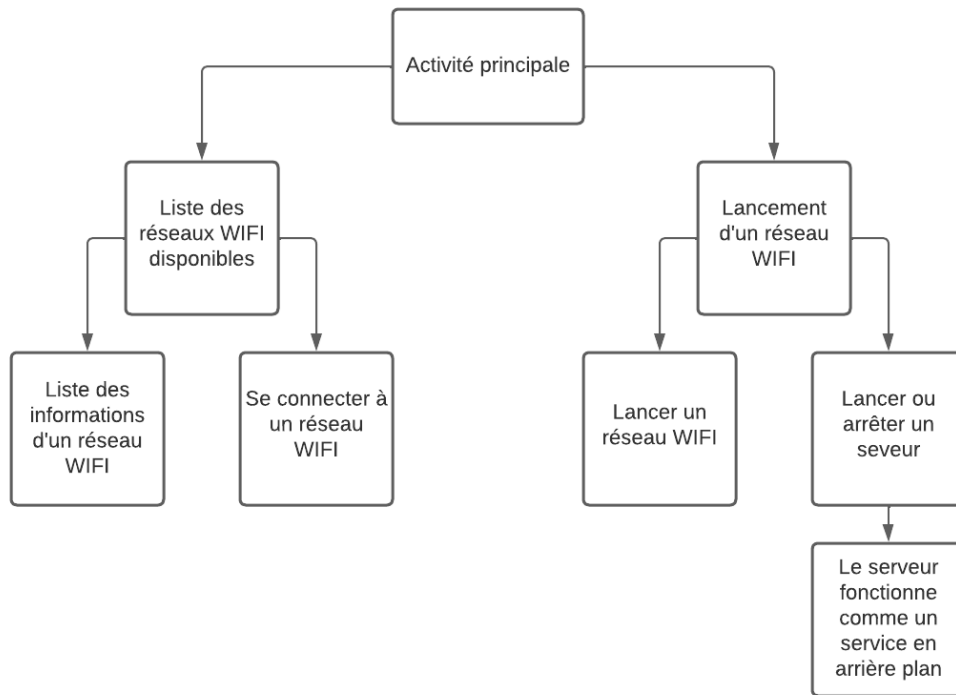 Activité principale
Liste des
réseaux WIFI
disponibles
Lancement
d'un réseau
WIFI
Liste des
informations
d'un réseau
WIFI
Se connecter à
un réseau
WIFI
Lancer un
réseau WIFI
Lancer ou
arrêter un
seveur
Le serveur
fonctionne
comme un
service en
arrière plan